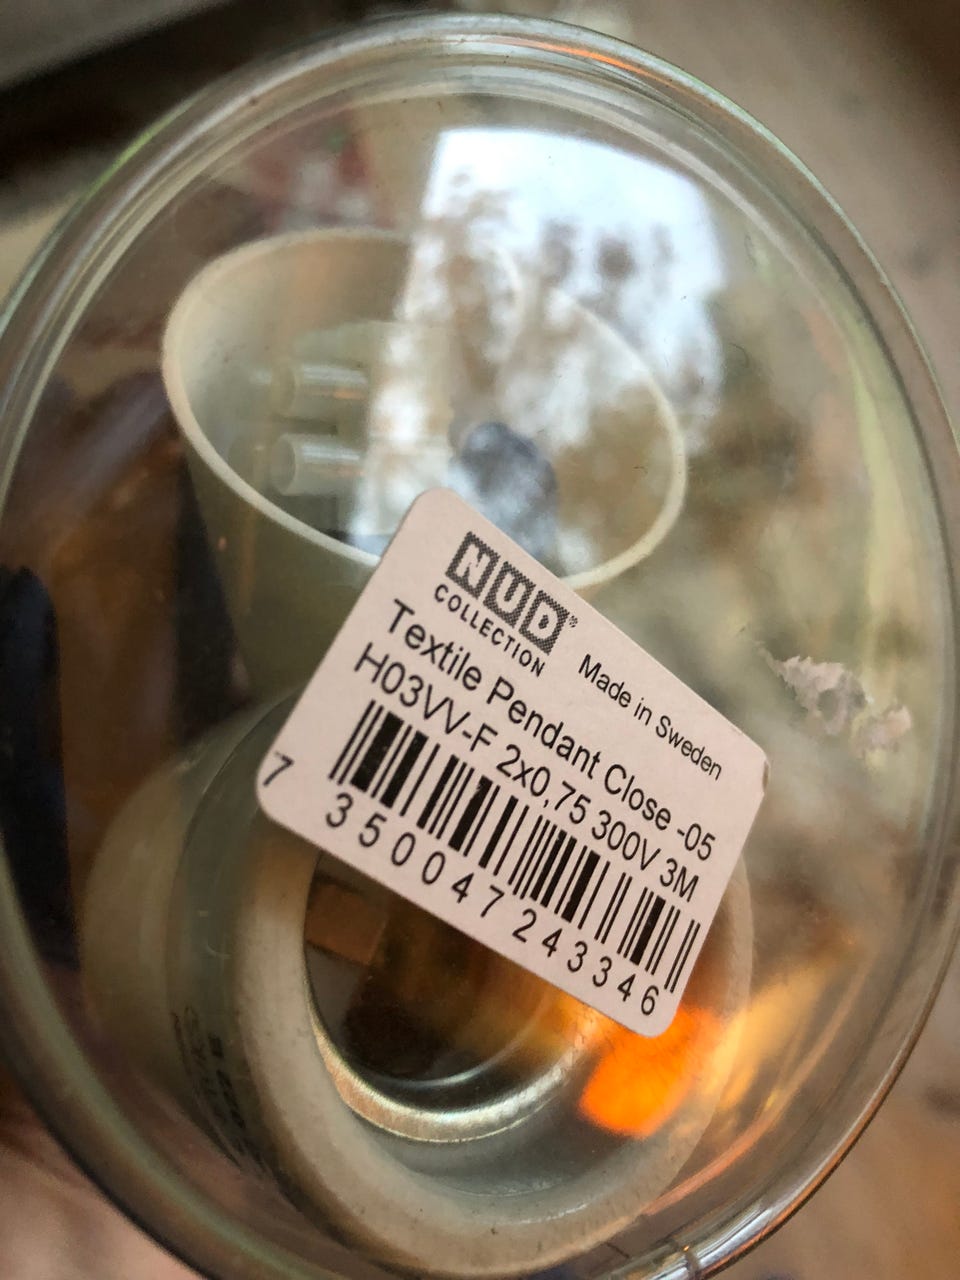 NUD®
COLLECTION
Made in Sweden
Textile Pendant Close -05
H03VV-F 2x0,75 300V 3M
7 350047 243346